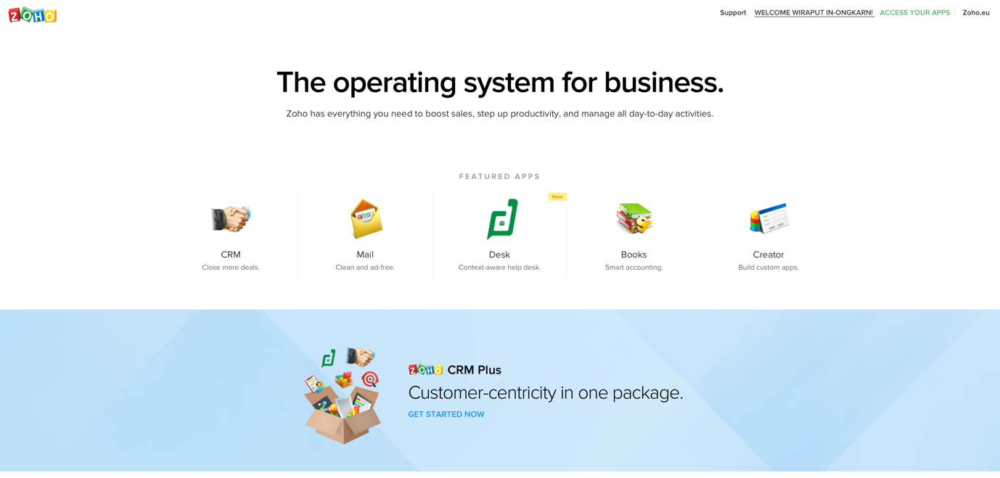 ZOHO
Support WELCOME WIRAPUT IN-ONGKARN! ACCESS YOUR APPS Zoho.eu
The operating system for business.
Zoho has everything you need to boost sales, step up productivity, and manage all day-to-day activities.
FEATURED APPS
New
ZOHO
CRM
Close more deals.
Mail
Clean and ad-free.
Desk
Context-aware help desk.
Books
Smart accounting.
Creator
Build custom apps.
ZOHO CRM Plus
Customer-centricity in one package.
GET STARTED NOW